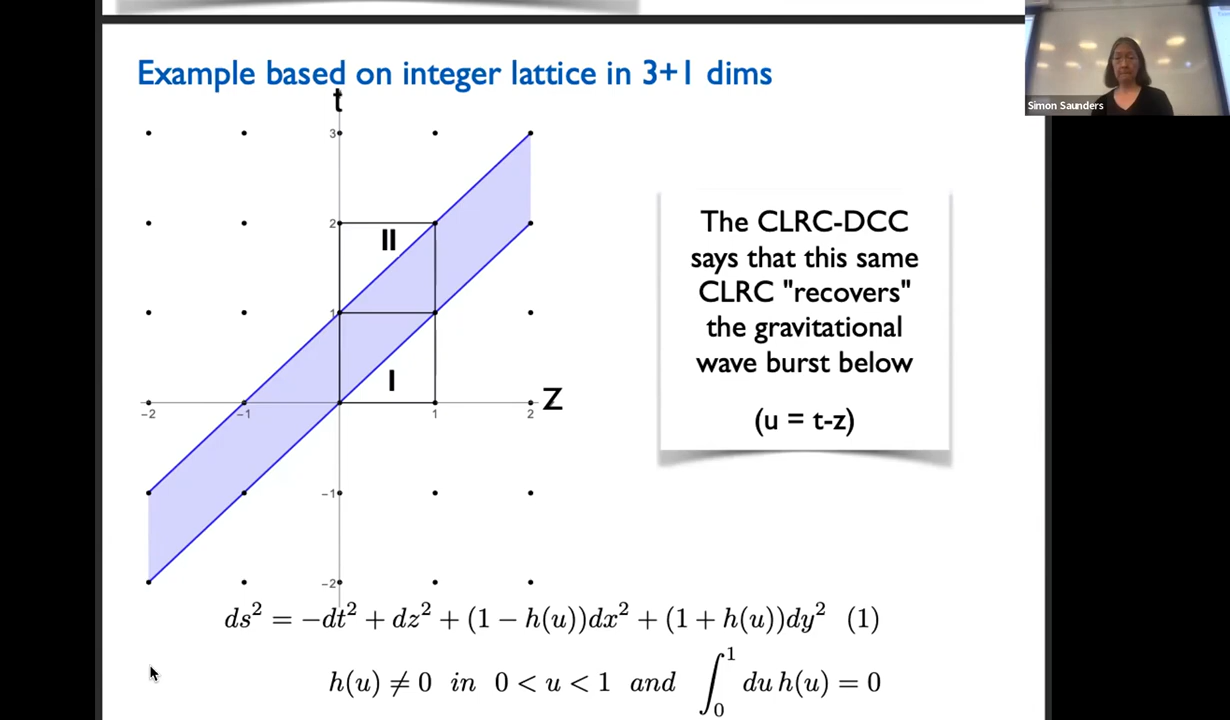 Example based on integer lattice in 3+1 dims
Simon Saunders
t
3
2
II
1
I
Z
-2
-1
1
2
-1
-2
The CLRC-DCC
says that this same
CLRC "recovers"
the gravitational
wave burst below
(u = t-z)
ds² = −dt² + dz² + (1 − h(u))dx² + (1 + h(u))dy² (1)
h(u) ≠ 0 in 0 < u < 1 and ∫₀¹ du h(u) = 0